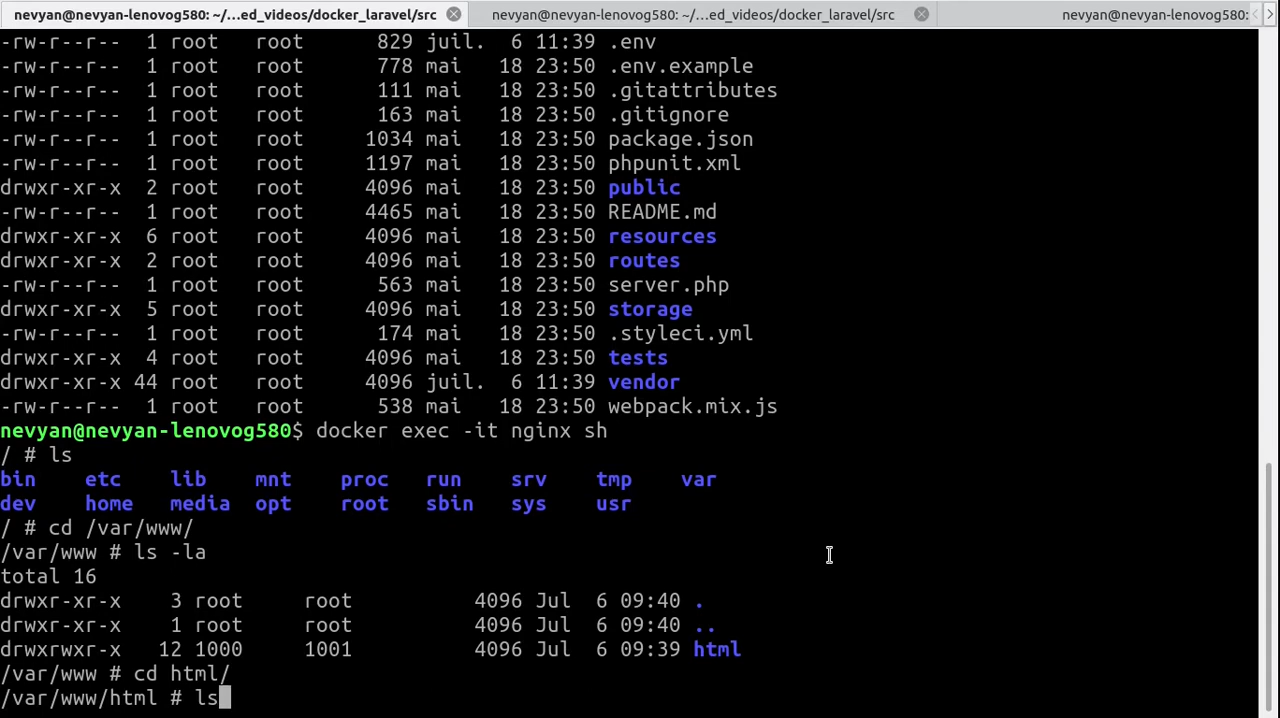 nevyan@nevyan-lenovog580: ~/...ed_videos/docker_laravel/src nevyan@nevyan-lenovog580: ~/...ed_videos/docker_laravel/src nevyan@nevyan-lenovog580:
-rw-r--r-- 1 root root 829 juil. 6 11:39 .env
-rw-r--r-- 1 root root 778 mai 18 23:50 .env.example
-rw-r--r-- 1 root root 111 mai 18 23:50 .gitattributes
-rw-r--r-- 1 root root 163 mai 18 23:50 .gitignore
-rw-r--r-- 1 root root 1034 mai 18 23:50 package.json
-rw-r--r-- 1 root root 1197 mai 18 23:50 phpunit.xml
drwxr-xr-x 2 root root 4096 mai 18 23:50 public
-rw-r--r-- 1 root root 4465 mai 18 23:50 README.md
drwxr-xr-x 6 root root 4096 mai 18 23:50 resources
drwxr-xr-x 2 root root 4096 mai 18 23:50 routes
-rw-r--r-- 1 root root 563 mai 18 23:50 server.php
drwxr-xr-x 5 root root 4096 mai 18 23:50 storage
-rw-r--r-- 1 root root 174 mai 18 23:50 .styleci.yml
drwxr-xr-x 4 root root 4096 mai 18 23:50 tests
drwxr-xr-x 44 root root 4096 juil. 6 11:39 vendor
-rw-r--r-- 1 root root 538 mai 18 23:50 webpack.mix.js
nevyan@nevyan-lenovog580$ docker exec -it nginx sh
/ # ls
bin etc lib mnt proc run srv tmp var
dev home media opt root sbin sys usr
/ # cd /var/www/
/var/www # ls -la
total 16
drwxr-xr-x 3 root root 4096 Jul 6 09:40 .
drwxr-xr-x 1 root root 4096 Jul 6 09:40 ..
drwxrwxr-x 12 1000 1001 4096 Jul 6 09:39 html
/var/www # cd html/
/var/www/html # ls